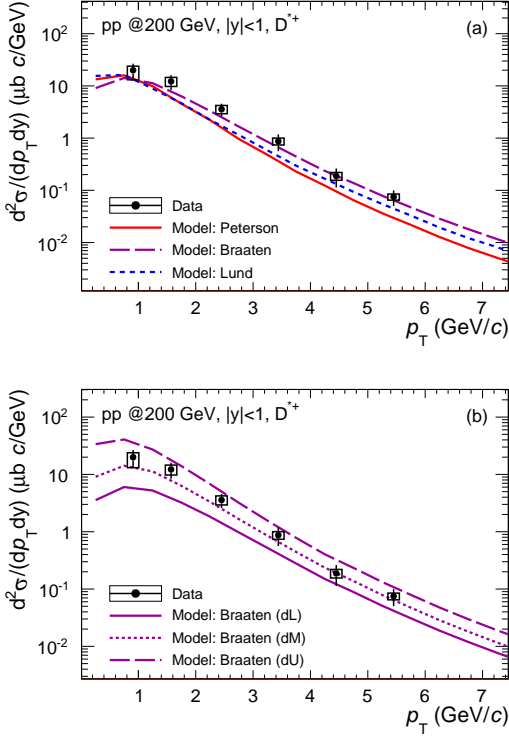 pp @200 GeV, |y|<1, D*+
(a)
d²σ/(dp_T dy) (μb c/GeV)
10²
10
1
10⁻¹
10⁻²
Data
Model: Peterson
Model: Braaten
Model: Lund
1 2 3 4 5 6 7
p_T (GeV/c)
pp @200 GeV, |y|<1, D*+
(b)
d²σ/(dp_T dy) (μb c/GeV)
10²
10
1
10⁻¹
10⁻²
Data
Model: Braaten (dL)
Model: Braaten (dM)
Model: Braaten (dU)
1 2 3 4 5 6 7
p_T (GeV/c)